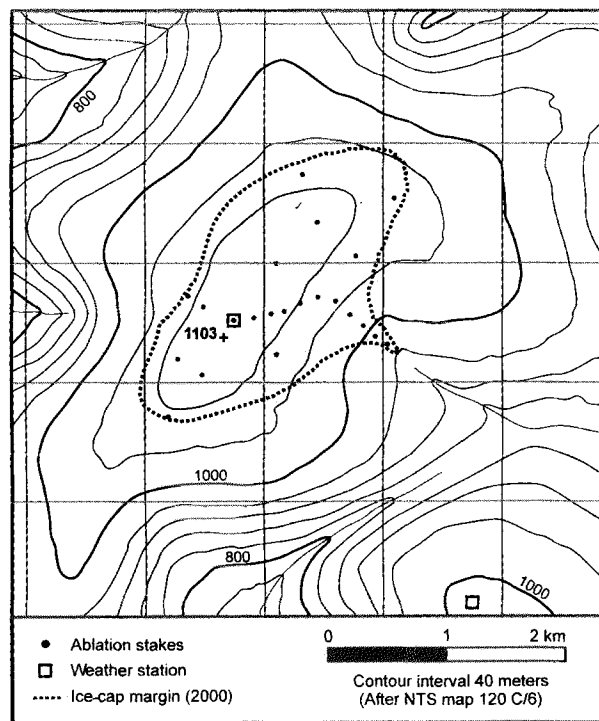 800
1103
1000
800
1000
Ablation stakes
Weather station
Ice-cap margin (2000)
0 1 2 km
Contour interval 40 meters
(After NTS map 120 C/6)